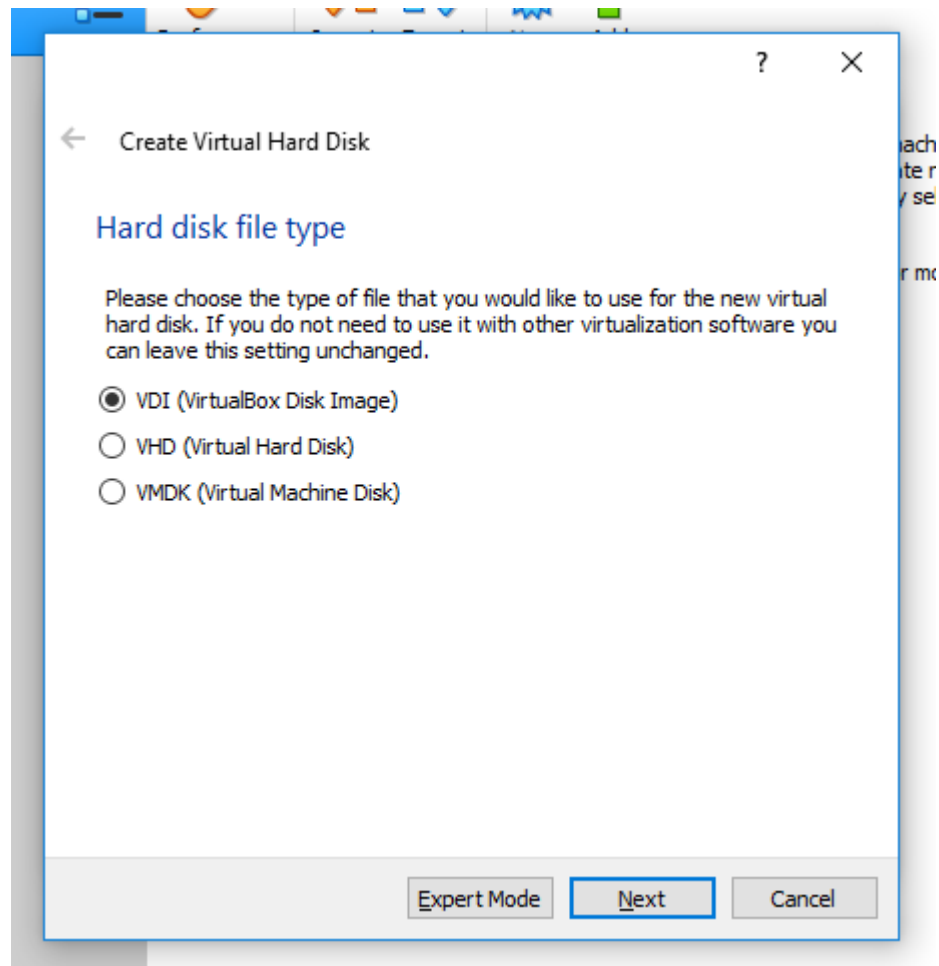 ?
Create Virtual Hard Disk
Hard disk file type
Please choose the type of file that you would like to use for the new virtual
hard disk. If you do not need to use it with other virtualization software you
can leave this setting unchanged.
VDI (VirtualBox Disk Image)
VHD (Virtual Hard Disk)
VMDK (Virtual Machine Disk)
Expert Mode
Next
Cancel